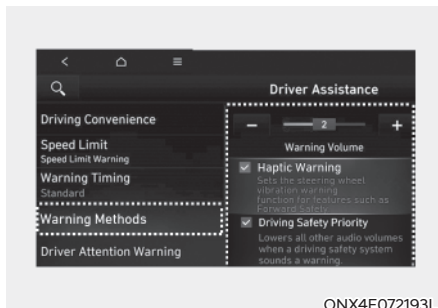 Driver Assistance
Driving Convenience
Speed Limit
Speed Limit Warning
Warning Timing
Standard
Warning Methods
Driver Attention Warning
− 2 +
Warning Volume
Haptic Warning
Sets the steering wheel
vibration warning
function for features such as
Forward Safety.
Driving Safety Priority
Lowers all other audio volumes
when a driving safety system
sounds a warning.
ONX4E072193L